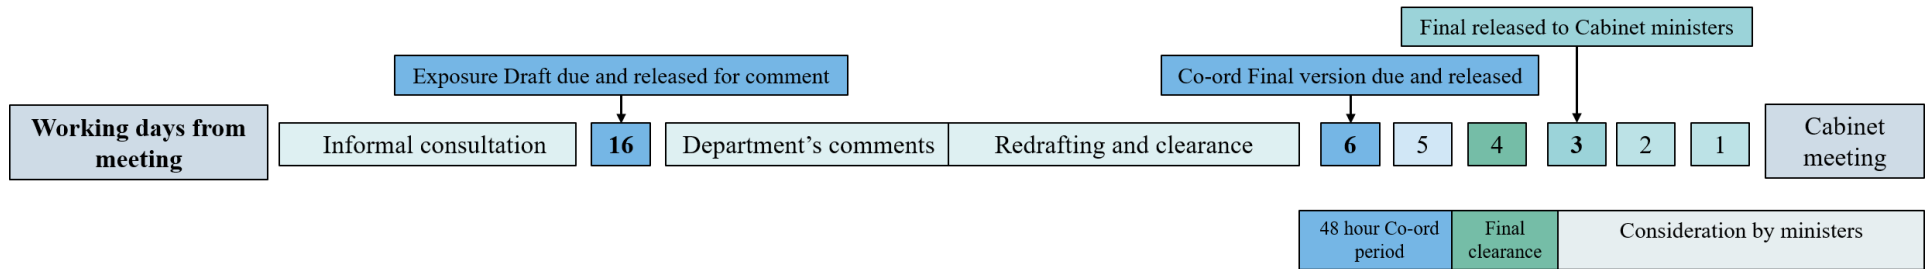 Final released to Cabinet ministers
Exposure Draft due and released for comment
Co-ord Final version due and released
Working days from
meeting
Informal consultation
16
Department’s comments
Redrafting and clearance
6
5
4
3
2
1
Cabinet
meeting
48 hour Co-ord
period
Final
clearance
Consideration by ministers